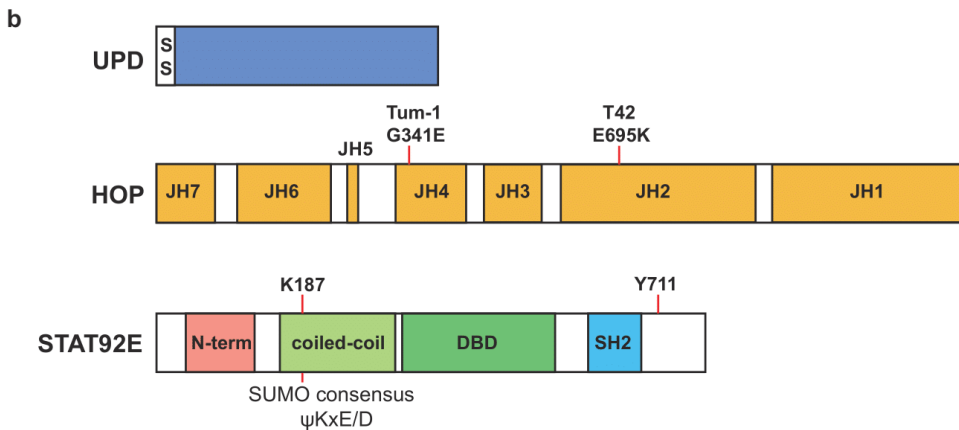 b
S
S
UPD
Tum-1
G341E
T42
E695K
JH5
HOP
JH7
JH6
JH4
JH3
JH2
JH1
K187
Y711
STAT92E
N-term
coiled-coil
DBD
SH2
SUMO consensus
ψKxE/D